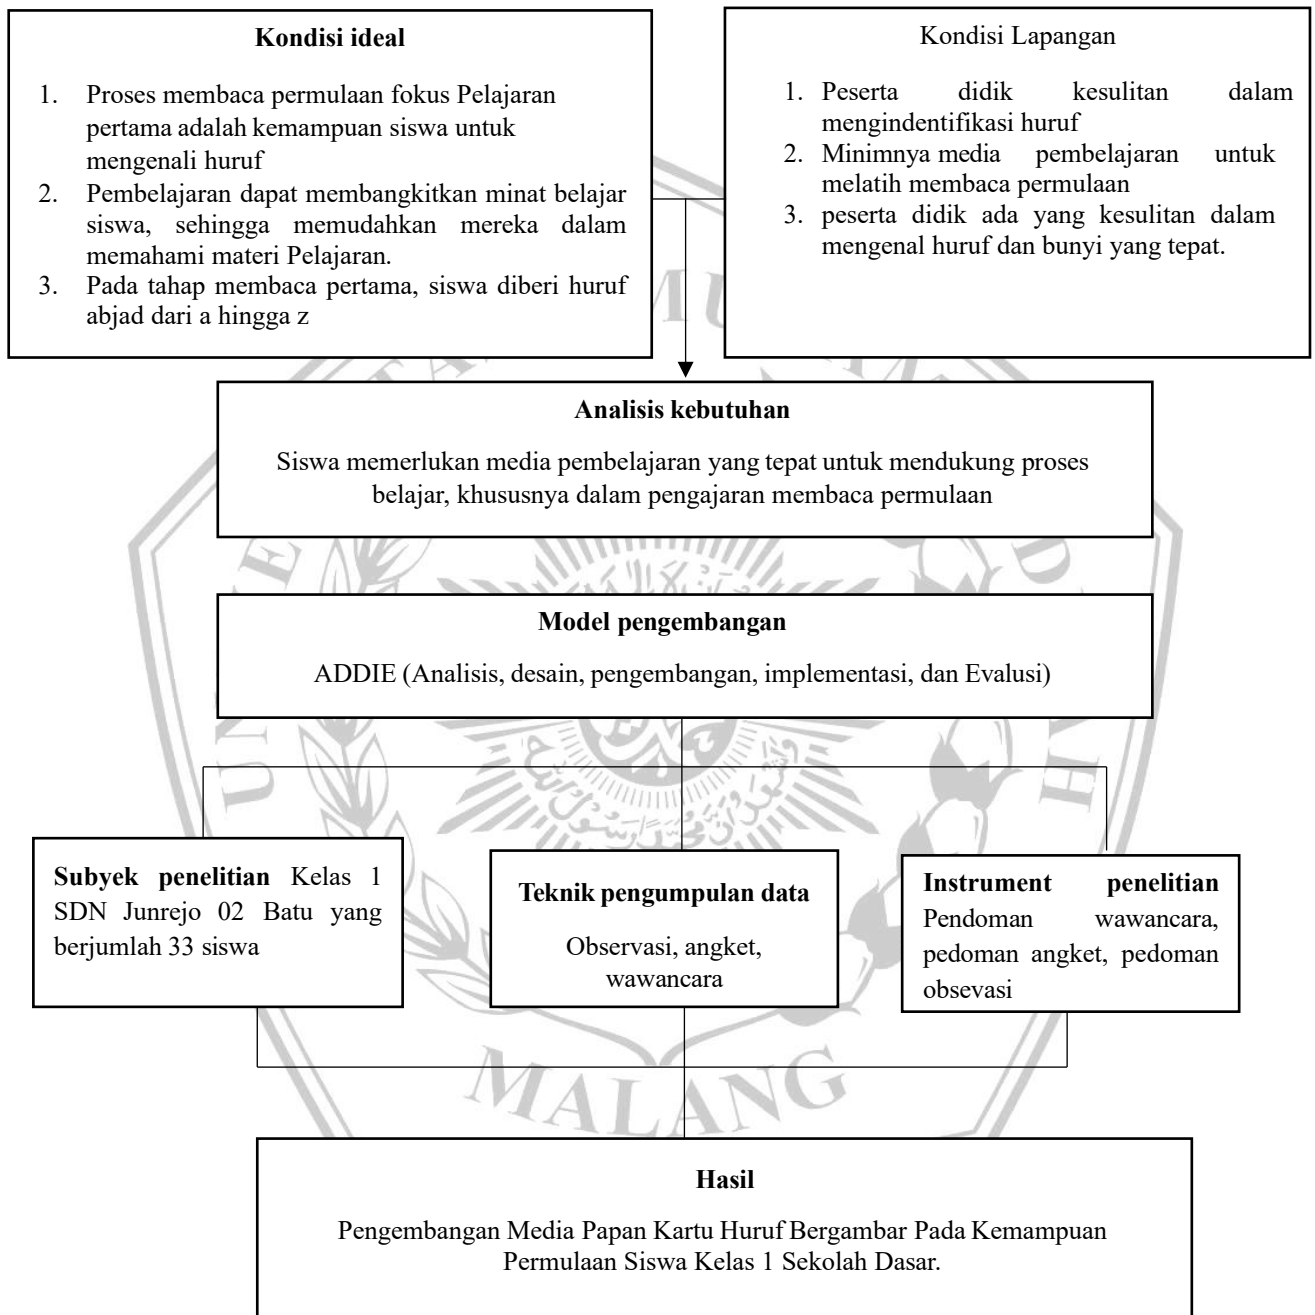 Kondisi ideal
1. Proses membaca permulaan fokus Pelajaran
pertama adalah kemampuan siswa untuk
mengenali huruf
2. Pembelajaran dapat membangkitkan minat belajar
siswa, sehingga memudahkan mereka dalam
memahami materi Pelajaran.
3. Pada tahap membaca pertama, siswa diberi huruf
abjad dari a hingga z
Kondisi Lapangan
1. Peserta didik kesulitan dalam
mengindentifikasi huruf
2. Minimnya media pembelajaran untuk
melatih membaca permulaan
3. peserta didik ada yang kesulitan dalam
mengenal huruf dan bunyi yang tepat.
Analisis kebutuhan
Siswa memerlukan media pembelajaran yang tepat untuk mendukung proses
belajar, khususnya dalam pengajaran membaca permulaan
Model pengembangan
ADDIE (Analisis, desain, pengembangan, implementasi, dan Evalusi)
Subyek penelitian Kelas 1
SDN Junrejo 02 Batu yang
berjumlah 33 siswa
Teknik pengumpulan data
Observasi, angket,
wawancara
Instrument penelitian
Pendoman wawancara,
pedoman angket, pedoman
obsevasi
MALANG
Hasil
Pengembangan Media Papan Kartu Huruf Bergambar Pada Kemampuan
Permulaan Siswa Kelas 1 Sekolah Dasar.